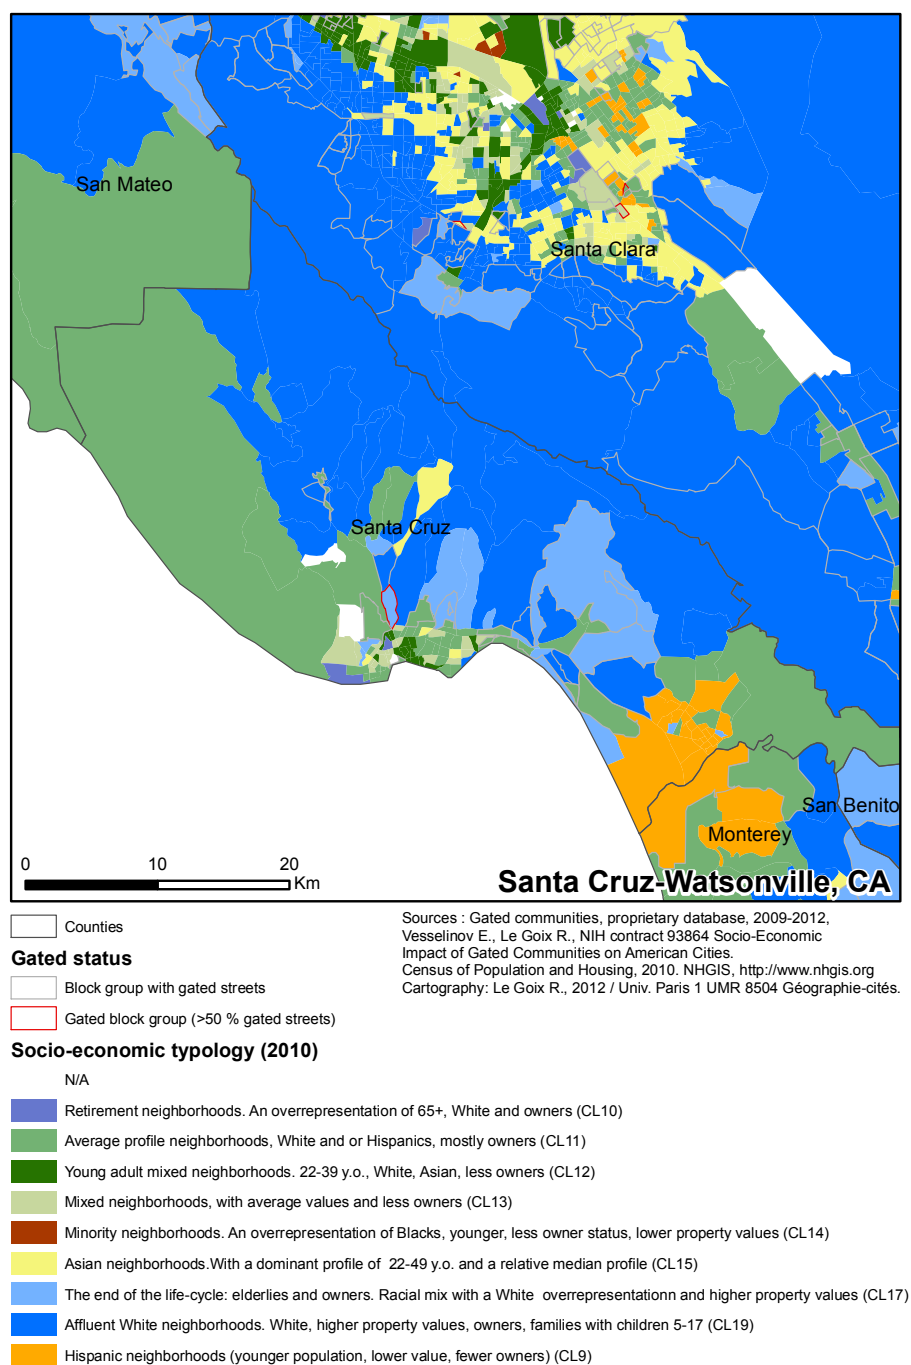 San Mateo
Santa Clara
Santa Cruz
San Benito
Monterey
0 10 20
Km
Santa Cruz-Watsonville, CA
Counties
Gated status
Block group with gated streets
Gated block group (>50 % gated streets)
Sources : Gated communities, proprietary database, 2009-2012,
Vesselinov E., Le Goix R., NIH contract 93864 Socio-Economic
Impact of Gated Communities on American Cities.
Census of Population and Housing, 2010. NHGIS, http://www.nhgis.org
Cartography: Le Goix R., 2012 / Univ. Paris 1 UMR 8504 Géographie-cités.
Socio-economic typology (2010)
N/A
Retirement neighborhoods. An overrepresentation of 65+, White and owners (CL10)
Average profile neighborhoods, White and or Hispanics, mostly owners (CL11)
Young adult mixed neighborhoods. 22-39 y.o., White, Asian, less owners (CL12)
Mixed neighborhoods, with average values and less owners (CL13)
Minority neighborhoods. An overrepresentation of Blacks, younger, less owner status, lower property values (CL14)
Asian neighborhoods.With a dominant profile of  22-49 y.o. and a relative median profile (CL15)
The end of the life-cycle: elderlies and owners. Racial mix with a White  overrepresentationn and higher property values (CL17)
Affluent White neighborhoods. White, higher property values, owners, families with children 5-17 (CL19)
Hispanic neighborhoods (younger population, lower value, fewer owners) (CL9)